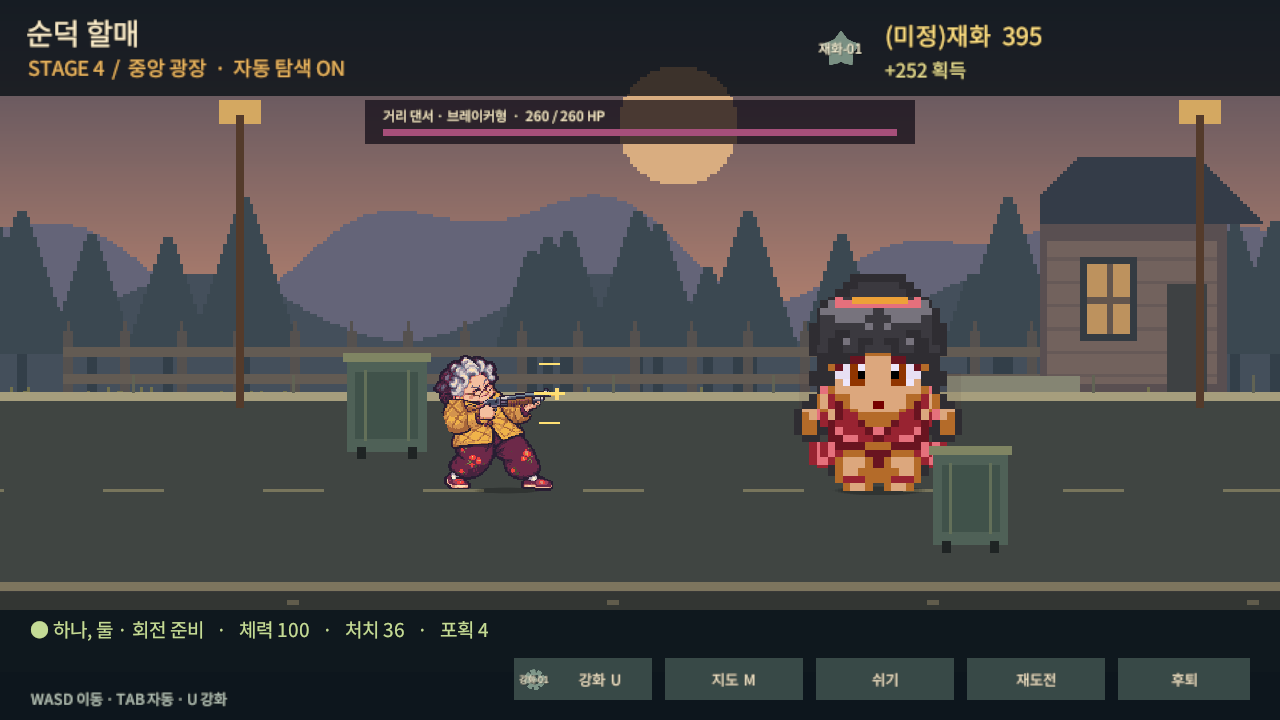 순덕 할매
STAGE 4 / 중앙 광장 · 자동 탐색 ON
재화-01
(미정)재화 395
+252 획득
거리 댄서 · 브레이커형 · 260 / 260 HP
하나, 둘 · 회전 준비 · 체력 100 · 처치 36 · 포획 4
강화-01
강화 U
지도 M
쉬기
재도전
후퇴
WASD 이동 · TAB 자동 · U 강화